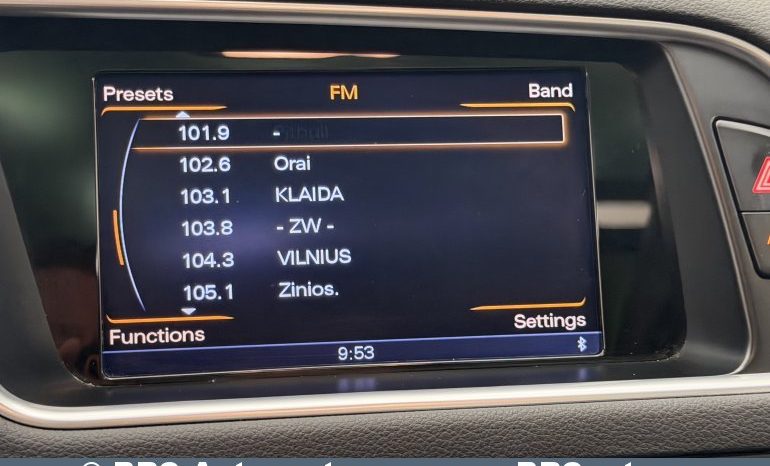 Presets FM Band
101.9 -
102.6 Orai
103.1 KLAIDA
103.8 - ZW -
104.3 VILNIUS
105.1 Zinios.
Functions Settings
9:53